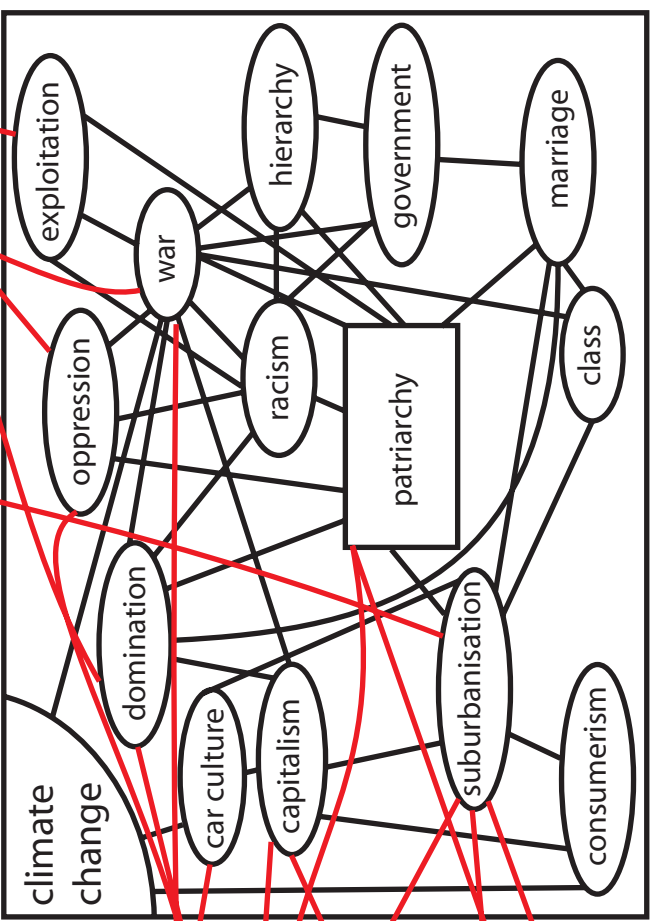 exploitation
hierarchy
government
marriage
war
oppression
racism
patriarchy
class
domination
car culture
capitalism
suburbanisation
consumerism
climate
change